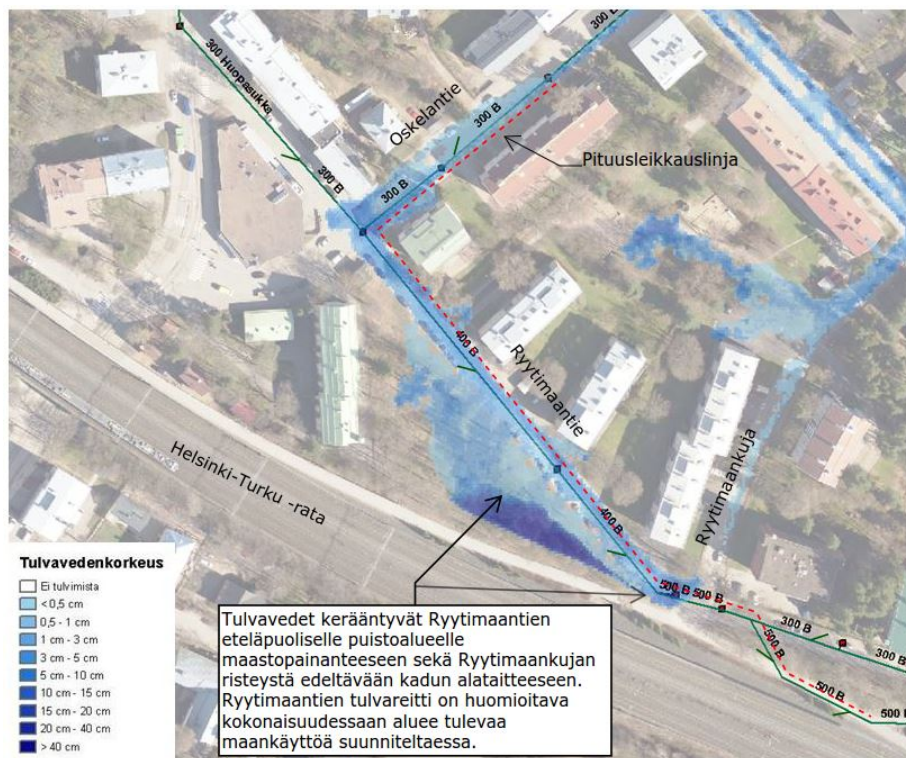 300 B
300 Huopasukka
Oskelantie
300 B
Pituusleikkauslinja
300 B
300 B
400 B
Ryytimaantie
Helsinki-Turku -rata
400 B
Ryytimaankuja
500 B
500 B
300 B
300 B
500 B
500 B
500 B
Tulvavedenkorkeus
Ei tulvimista
< 0,5 cm
0,5 - 1 cm
1 cm - 3 cm
3 cm - 5 cm
5 cm - 10 cm
10 cm - 15 cm
15 cm - 20 cm
20 cm - 40 cm
> 40 cm
Tulvavedet kerääntyvät Ryytimaantien
eteläpuoliselle puistoalueelle
maastopainanteeseen sekä Ryytimaankujan
risteystä edeltävään kadun alataitteeseen.
Ryytimaantien tulvareitti on huomioitava
kokonaisuudessaan aluee tulevaa
maankäyttöä suunniteltaessa.